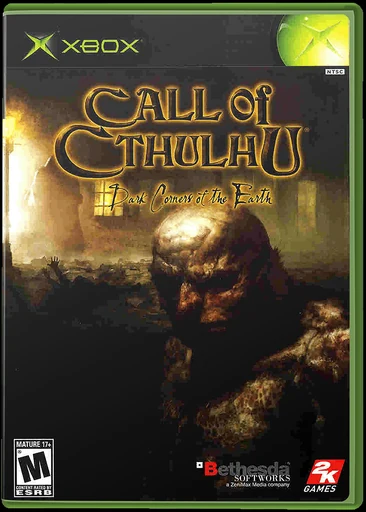 XBOX
NTSC
CALL OF
CTHULHU
Dark Corners of the Earth
MATURE 17+
M
CONTENT RATED BY
ESRB
Bethesda
SOFTWORKS
a ZeniMax Media company
2K
GAMES